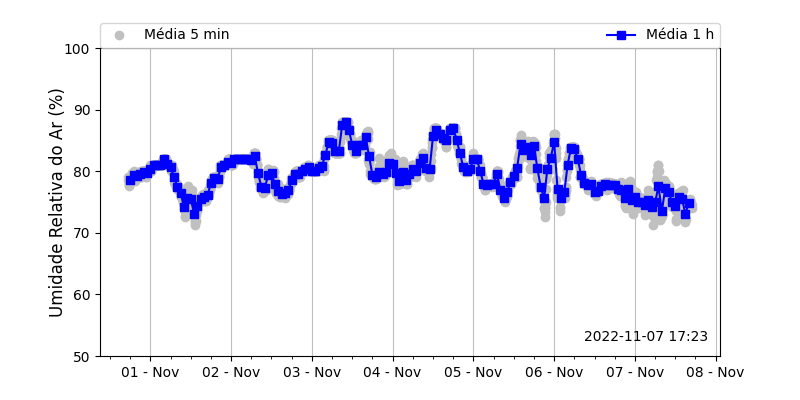 Média 5 min
Média 1 h
Umidade Relativa do Ar (%)
100
90
80
70
60
50
2022-11-07 17:23
01 - Nov
02 - Nov
03 - Nov
04 - Nov
05 - Nov
06 - Nov
07 - Nov
08 - Nov